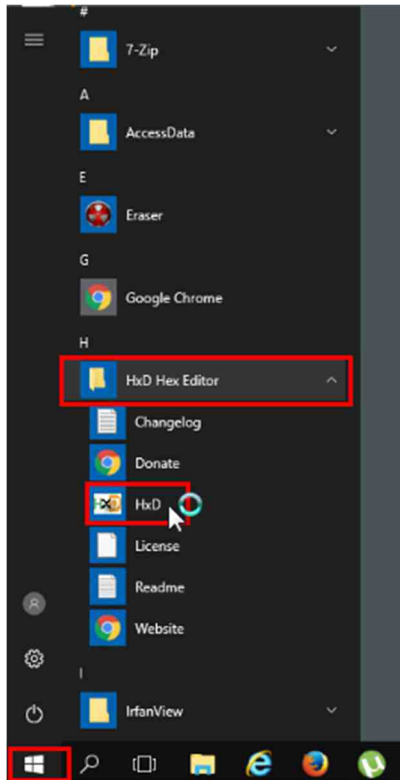 #
7-Zip
A
AccessData
E
Eraser
G
Google Chrome
H
HxD Hex Editor
Changelog
Donate
HxD
License
Readme
Website
I
IrfanView